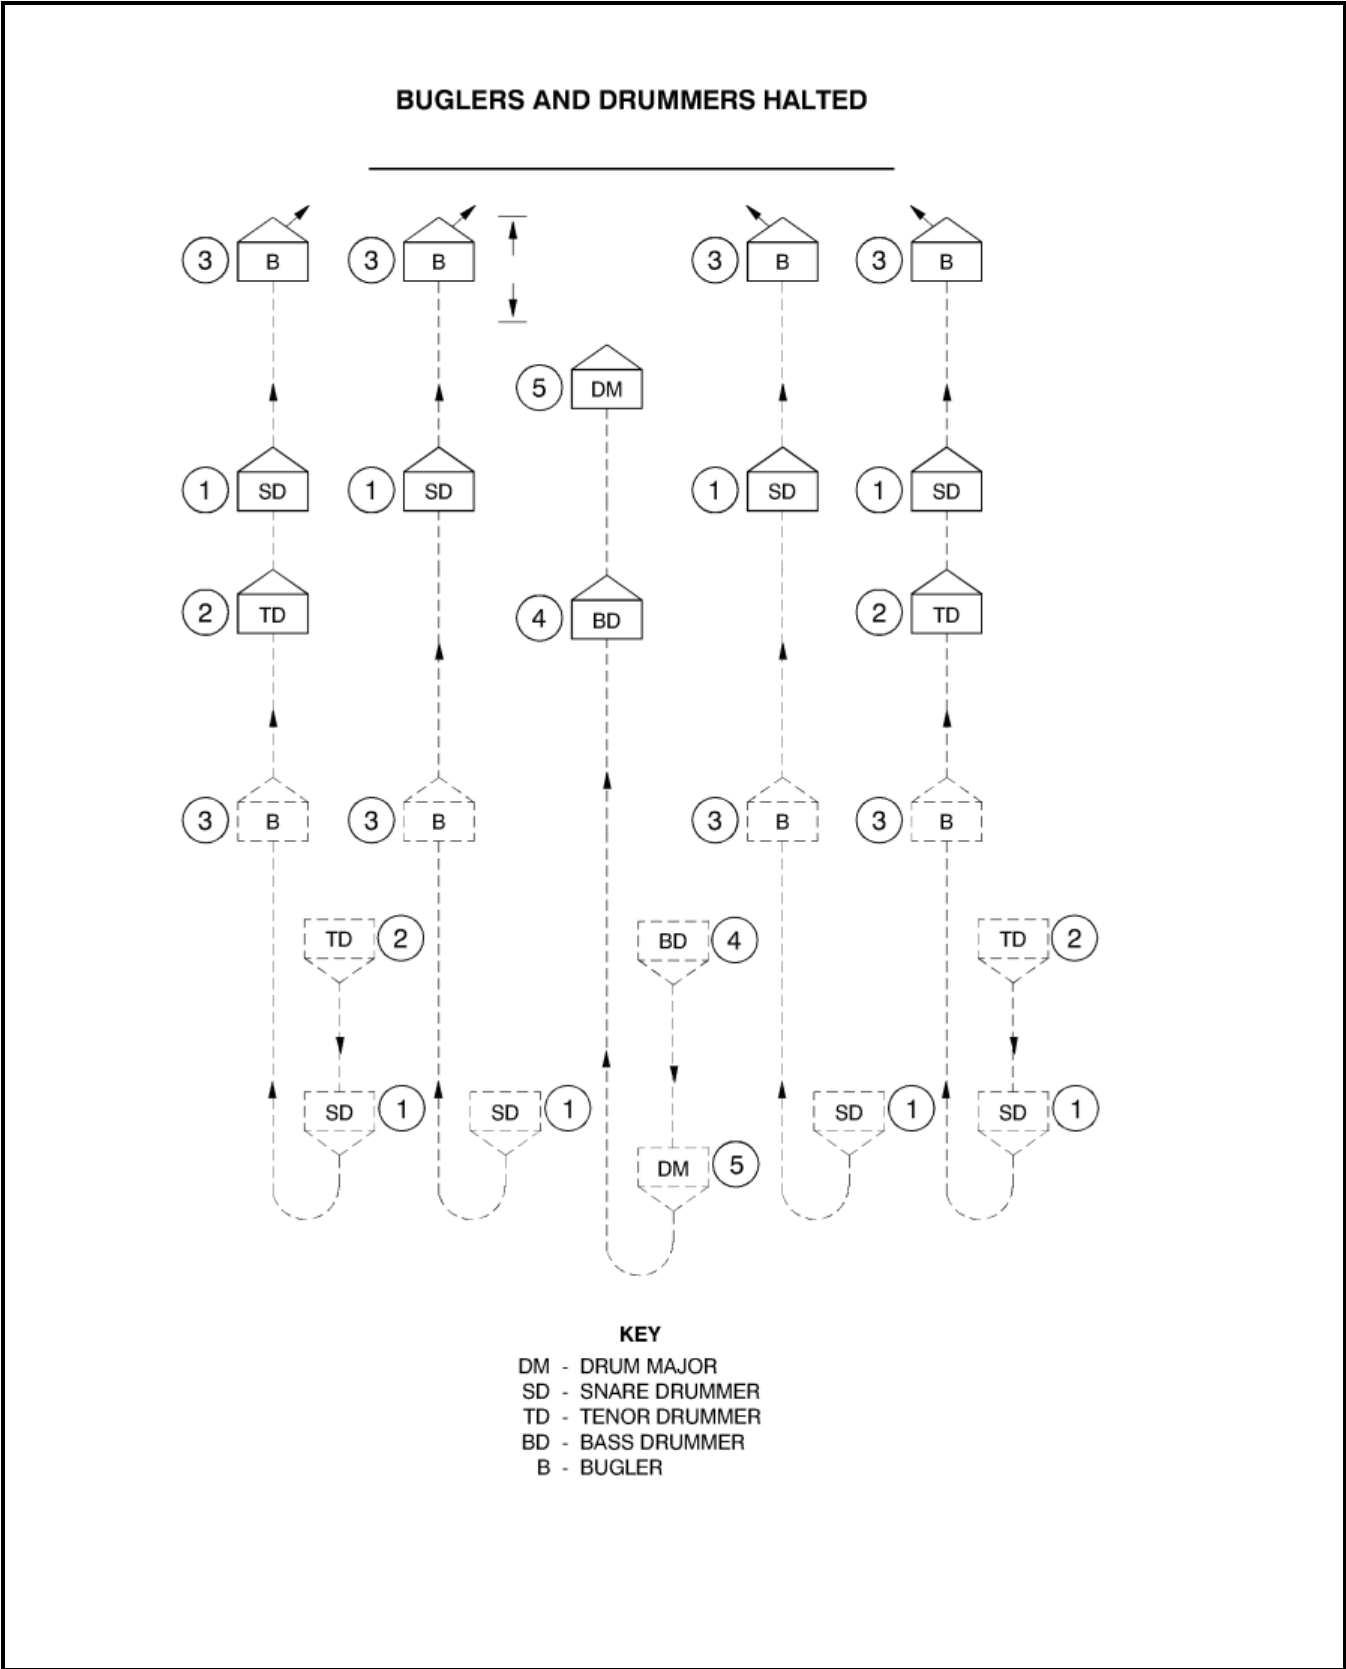 BUGLERS AND DRUMMERS HALTED
3 B 3 B 3 B 3 B
5 DM
1 SD 1 SD 1 SD 1 SD
2 TD 4 BD 2 TD
3 B 3 B 3 B 3 B
TD 2 BD 4 TD 2
SD 1 SD 1 SD 1 SD 1
DM 5
KEY
DM - DRUM MAJOR
SD - SNARE DRUMMER
TD - TENOR DRUMMER
BD - BASS DRUMMER
B - BUGLER